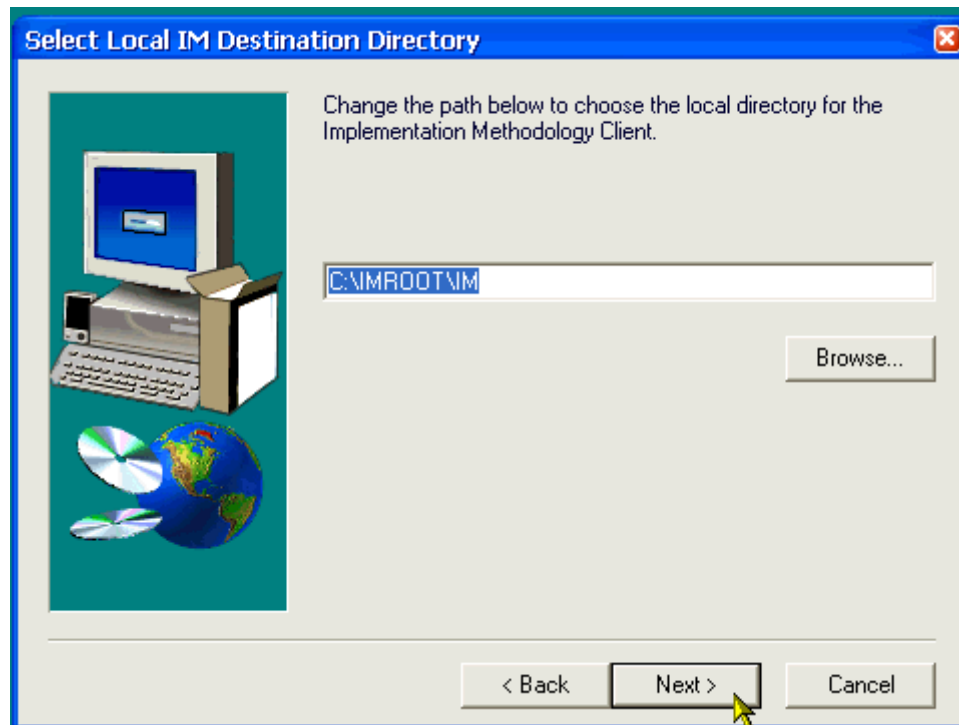 Select Local IM Destination Directory
Change the path below to choose the local directory for the
Implementation Methodology Client.
C:\IMROOT\IM
Browse...
< Back
Next >
Cancel